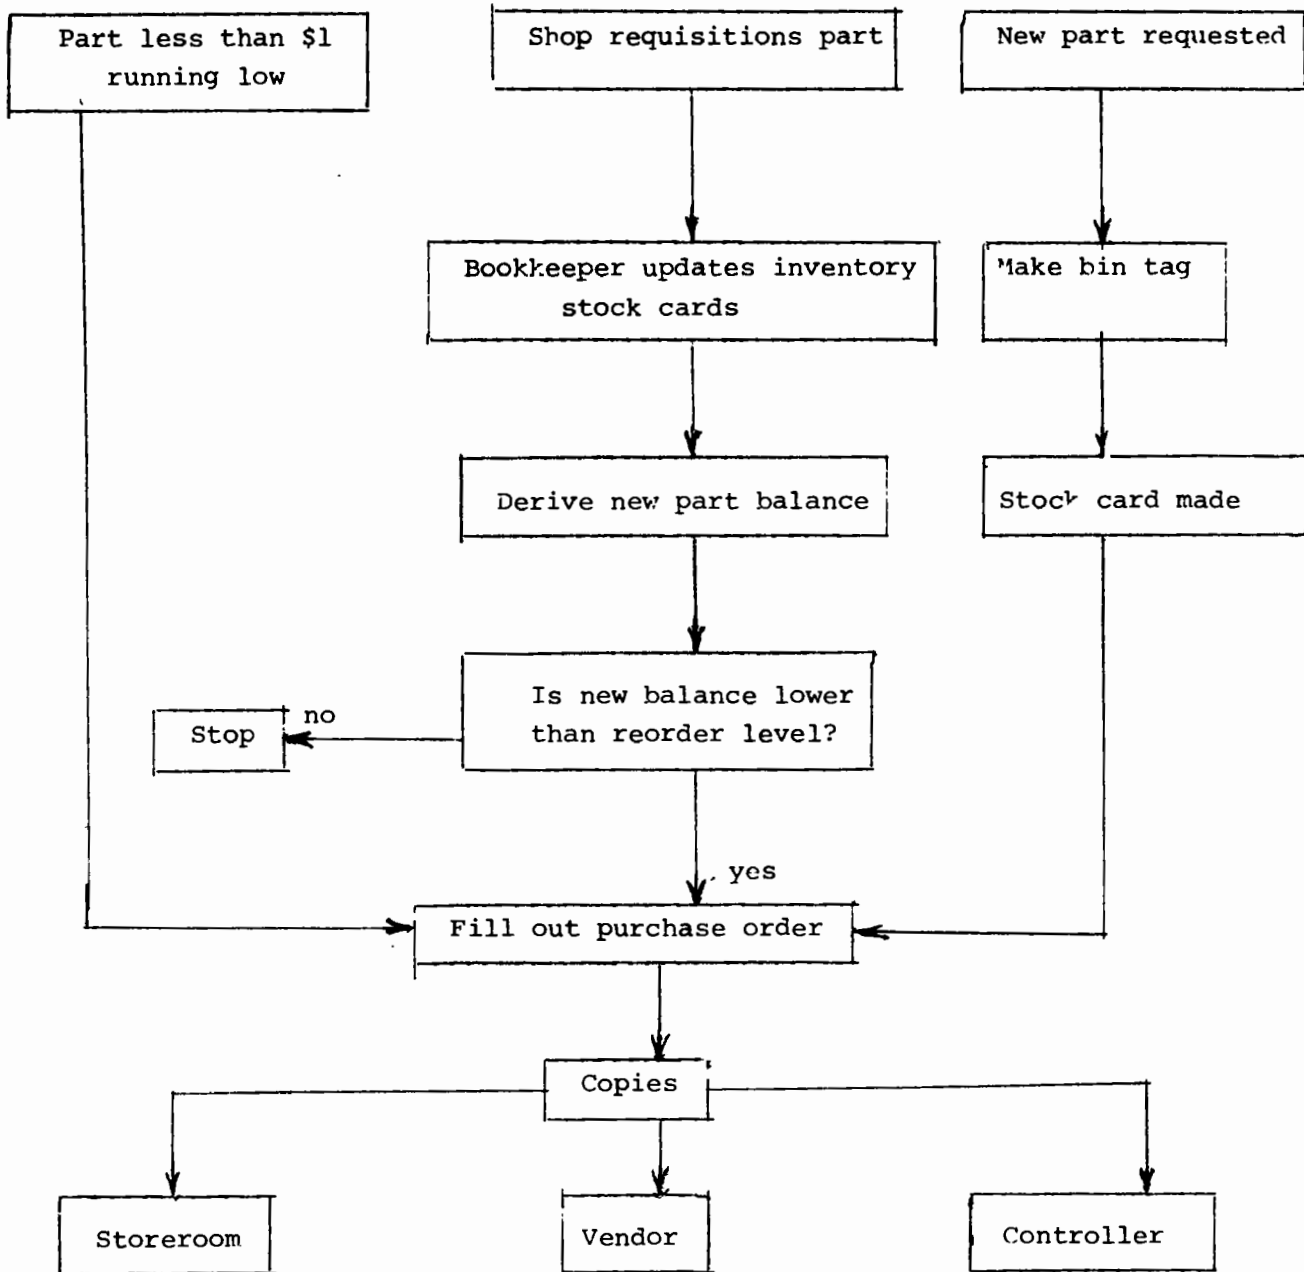 Part less than $1
running low
Shop requisitions part
New part requested
Bookkeeper updates inventory
stock cards
Make bin tag
Derive new part balance
Stock card made
Is new balance lower
than reorder level?
no
Stop
yes
Fill out purchase order
Copies
Storeroom
Vendor
Controller